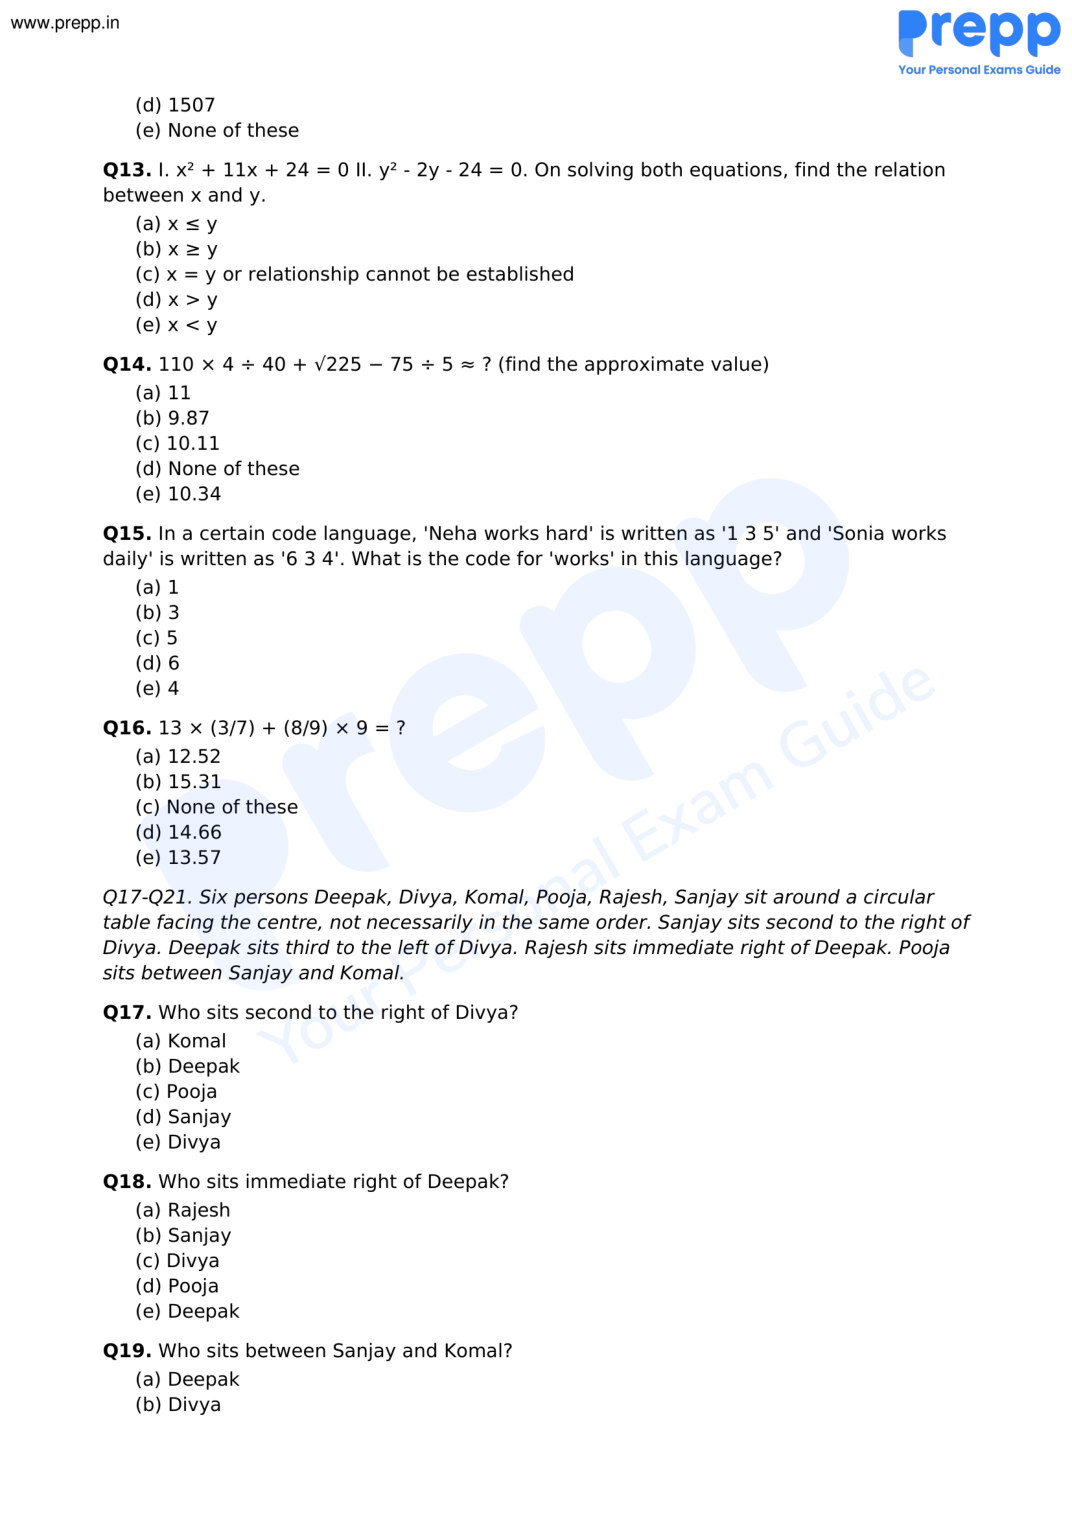 www.prepp.in
prepp
Your Personal Exams Guide
(d) 1507
(e) None of these
Q13. I. x² + 11x + 24 = 0 II. y² - 2y - 24 = 0. On solving both equations, find the relation
between x and y.
(a) x ≤ y
(b) x ≥ y
(c) x = y or relationship cannot be established
(d) x > y
(e) x < y
Q14. 110 × 4 ÷ 40 + √225 − 75 ÷ 5 ≈ ? (find the approximate value)
(a) 11
(b) 9.87
(c) 10.11
(d) None of these
(e) 10.34
Q15. In a certain code language, 'Neha works hard' is written as '1 3 5' and 'Sonia works
daily' is written as '6 3 4'. What is the code for 'works' in this language?
(a) 1
(b) 3
(c) 5
(d) 6
(e) 4
Q16. 13 × (3/7) + (8/9) × 9 = ?
(a) 12.52
(b) 15.31
(c) None of these
(d) 14.66
(e) 13.57
Q17-Q21. Six persons Deepak, Divya, Komal, Pooja, Rajesh, Sanjay sit around a circular
table facing the centre, not necessarily in the same order. Sanjay sits second to the right of
Divya. Deepak sits third to the left of Divya. Rajesh sits immediate right of Deepak. Pooja
sits between Sanjay and Komal.
Q17. Who sits second to the right of Divya?
(a) Komal
(b) Deepak
(c) Pooja
(d) Sanjay
(e) Divya
Q18. Who sits immediate right of Deepak?
(a) Rajesh
(b) Sanjay
(c) Divya
(d) Pooja
(e) Deepak
Q19. Who sits between Sanjay and Komal?
(a) Deepak
(b) Divya
prepp
Your Personal Exam Guide